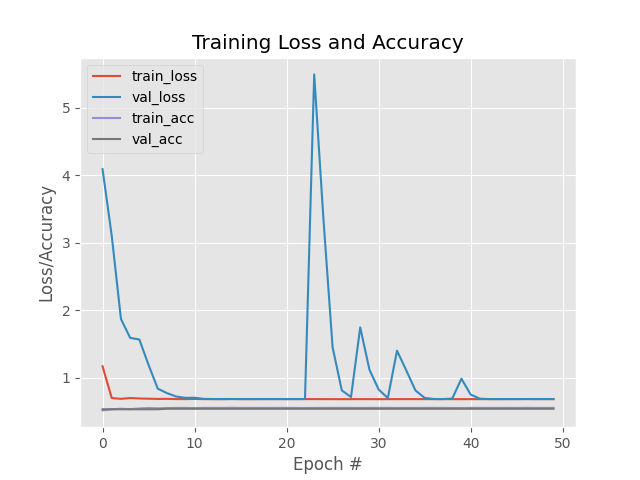 Training Loss and Accuracy
train_loss
val_loss
train_acc
val_acc
Loss/Accuracy
5
4
3
2
1
0 10 20 30 40 50
Epoch #